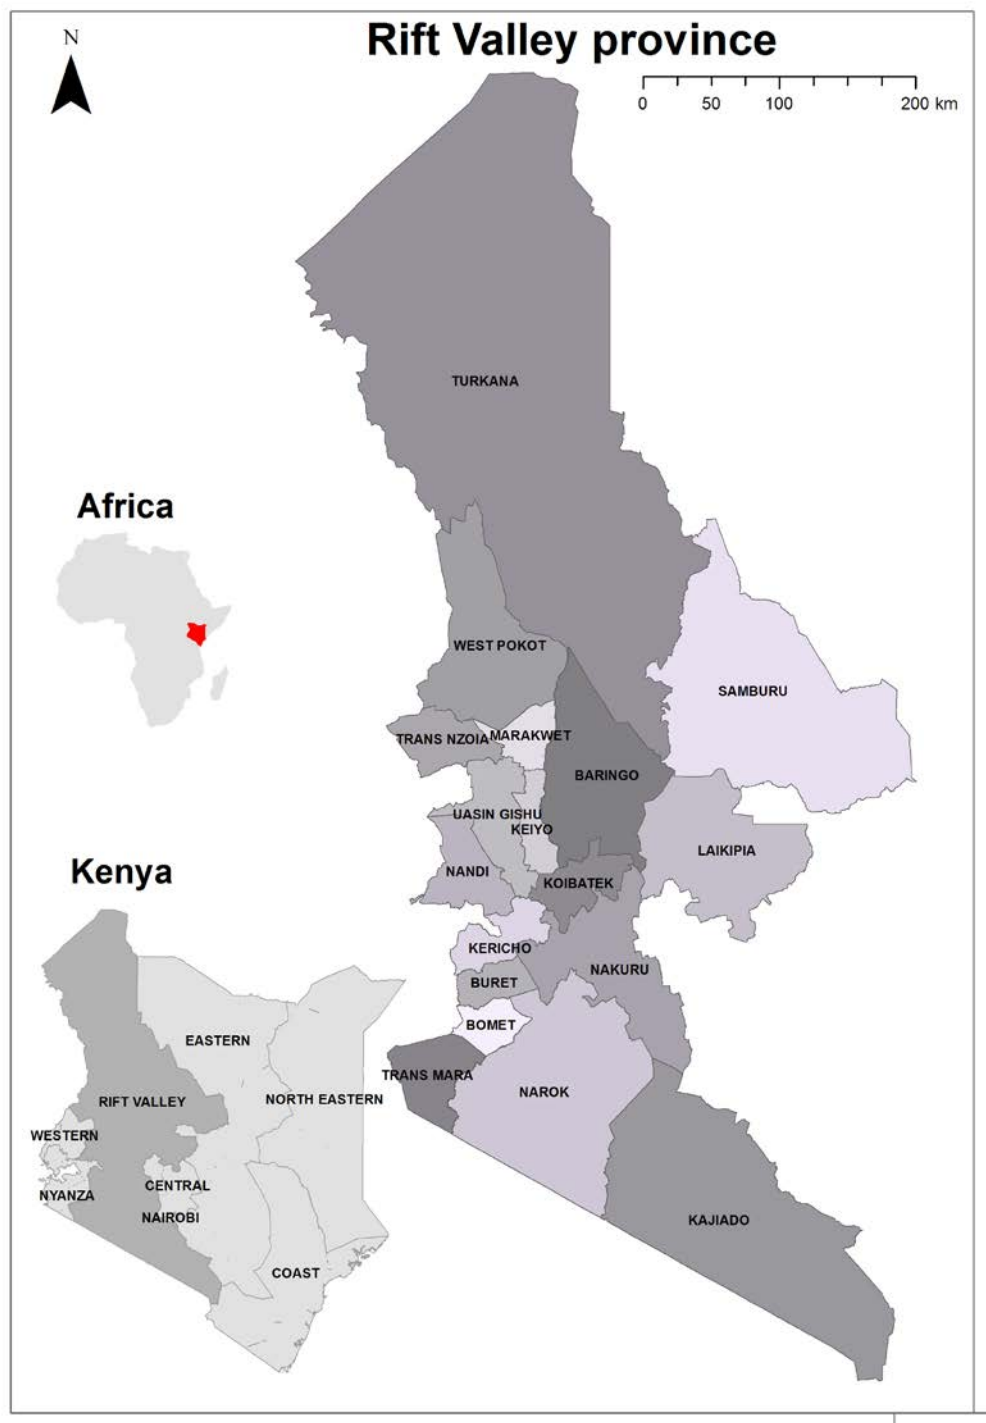 Rift Valley province
N
0 50 100 200 km
TURKANA
Africa
WEST POKOT
SAMBURU
TRANS NZOIA
MARAKWET
BARINGO
UASIN GISHU
KEIYO
LAIKIPIA
NANDI
KOIBATEK
Kenya
KERICHO
NAKURU
BURET
BOMET
TRANS MARA
NAROK
KAJIADO
EASTERN
NORTH EASTERN
RIFT VALLEY
WESTERN
CENTRAL
NYANZA
NAIROBI
COAST